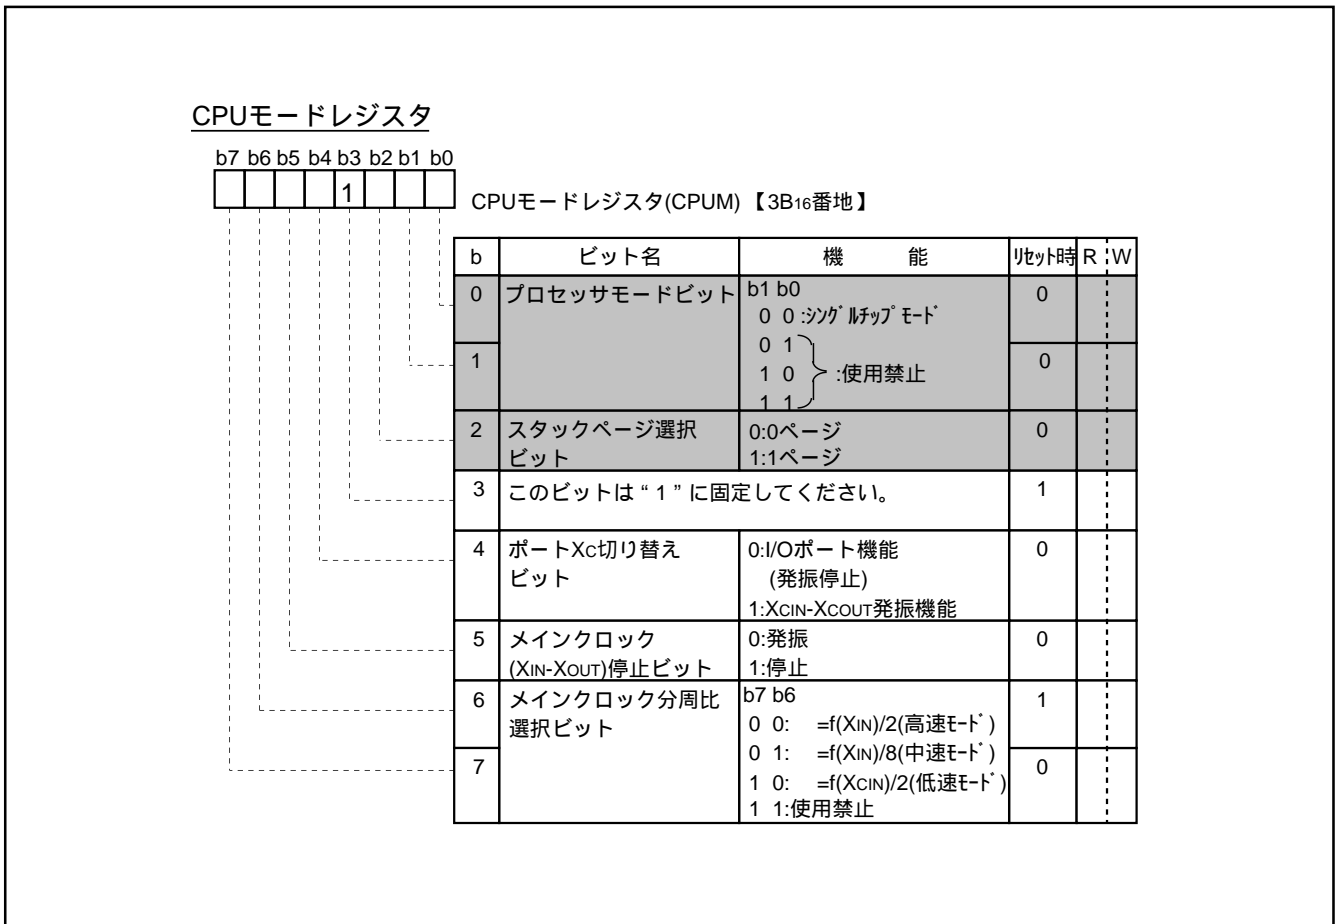 CPUモードレジスタ
b7 b6 b5 b4 b3 b2 b1 b0
1
CPUモードレジスタ(CPUM)【3B16番地】
b ビット名 機 能 リセット時 R W
0 プロセッサモードビット b1 b0 0
0 0 :シングルチップモード
0 1
1 1 0 :使用禁止 0
1 1
2 スタックページ選択 0:0ページ 0
ビット 1:1ページ
3 このビットは“1”に固定してください。 1
4 ポートXC切り替え 0:I/Oポート機能 0
ビット (発振停止)
1:XCIN-XCOUT発振機能
5 メインクロック 0:発振 0
(XIN-XOUT)停止ビット 1:停止
6 メインクロック分周比 b7 b6 1
選択ビット 0 0: =f(XIN)/2(高速モード)
0 1: =f(XIN)/8(中速モード)
7 1 0: =f(XCIN)/2(低速モード) 0
1 1:使用禁止